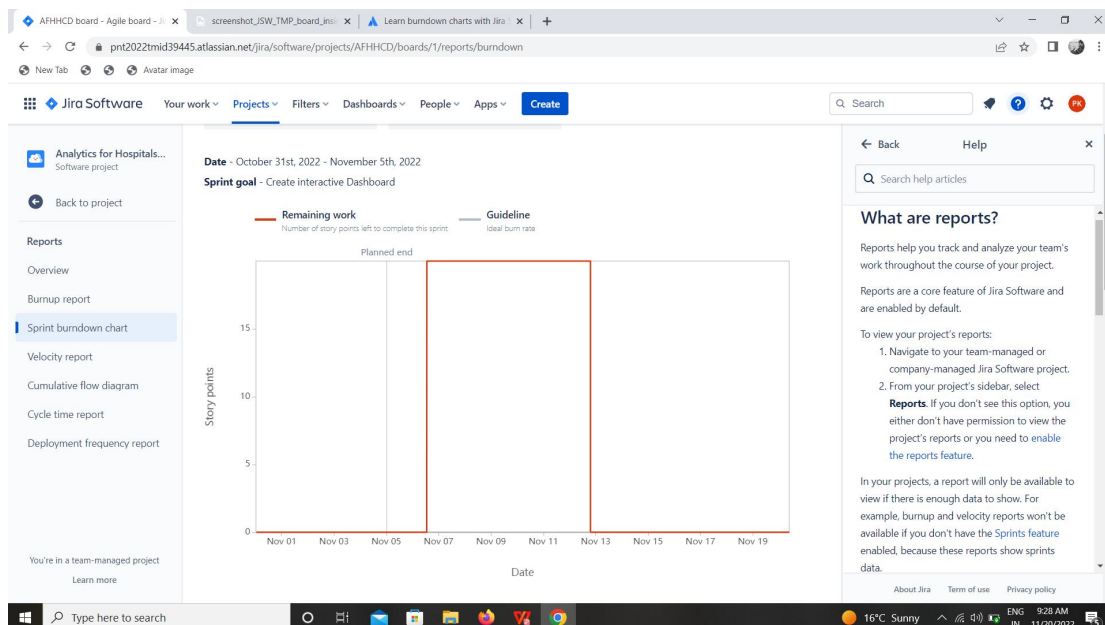 AFHHCD board - Agile board - Ji
screenshot_JSW_TMP_board_insi
Learn burndown charts with Jira S
pnt2022tmid39445.atlassian.net/jira/software/projects/AFHHCD/boards/1/reports/burndown
New Tab
Avatar image
Jira Software
Your work
Projects
Filters
Dashboards
People
Apps
Create
Search
PK
Analytics for Hospitals...
Software project
Back to project
Reports
Overview
Burnup report
Sprint burndown chart
Velocity report
Cumulative flow diagram
Cycle time report
Deployment frequency report
You're in a team-managed project
Learn more
Date - October 31st, 2022 - November 5th, 2022
Sprint goal - Create interactive Dashboard
Remaining work
Number of story points left to complete this sprint
Guideline
Ideal burn rate
Planned end
Story points
15
10
5
0
Nov 01 Nov 03 Nov 05 Nov 07 Nov 09 Nov 11 Nov 13 Nov 15 Nov 17 Nov 19
Date
Back
Help
Search help articles
What are reports?
Reports help you track and analyze your team's
work throughout the course of your project.
Reports are a core feature of Jira Software and
are enabled by default.
To view your project's reports:
1. Navigate to your team-managed or
company-managed Jira Software project.
2. From your project's sidebar, select
Reports. If you don't see this option, you
either don't have permission to view the
project's reports or you need to enable
the reports feature.
In your projects, a report will only be available to
view if there is enough data to show. For
example, burnup and velocity reports won't be
available if you don't have the Sprints feature
enabled, because these reports show sprints
data.
About Jira
Term of use
Privacy policy
Type here to search
16°C Sunny
ENG
IN
9:28 AM
11/20/2022